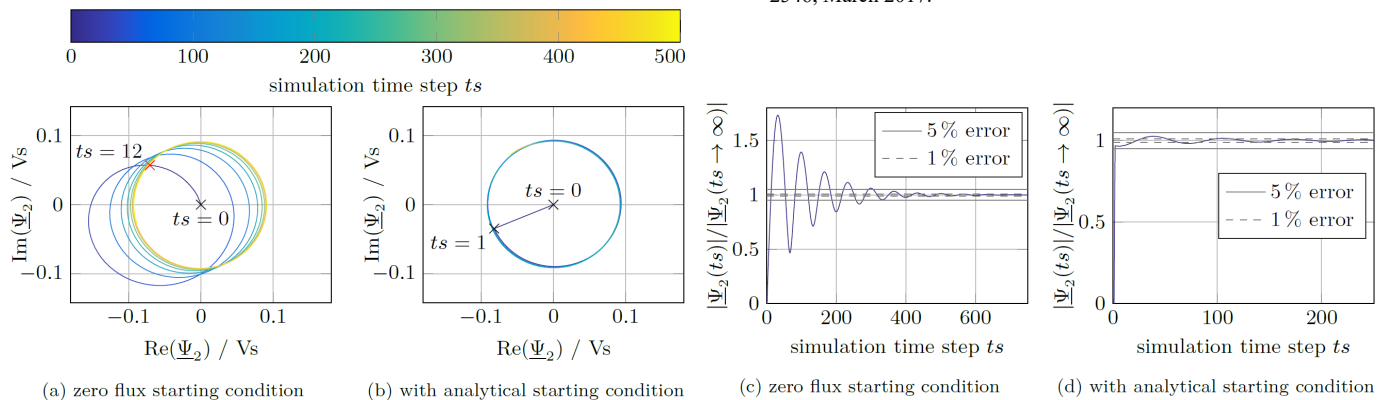 2548, March 2017.
0 100 200 300 400 500
simulation time step ts
0.1
0
−0.1
−0.1 0 0.1
Im(Ψ₂) / Vs
Re(Ψ₂) / Vs
ts = 12
ts = 0
(a) zero flux starting condition
0.1
0
−0.1
−0.1 0 0.1
Im(Ψ₂) / Vs
Re(Ψ₂) / Vs
ts = 0
ts = 1
(b) with analytical starting condition
|Ψ₂(ts)|/|Ψ₂(ts → ∞)|
1.5
1
0.5
0
0 200 400 600
5 % error
1 % error
simulation time step ts
(c) zero flux starting condition
|Ψ₂(ts)|/|Ψ₂(ts → ∞)|
1
0.5
0
0 100 200
5 % error
1 % error
simulation time step ts
(d) with analytical starting condition